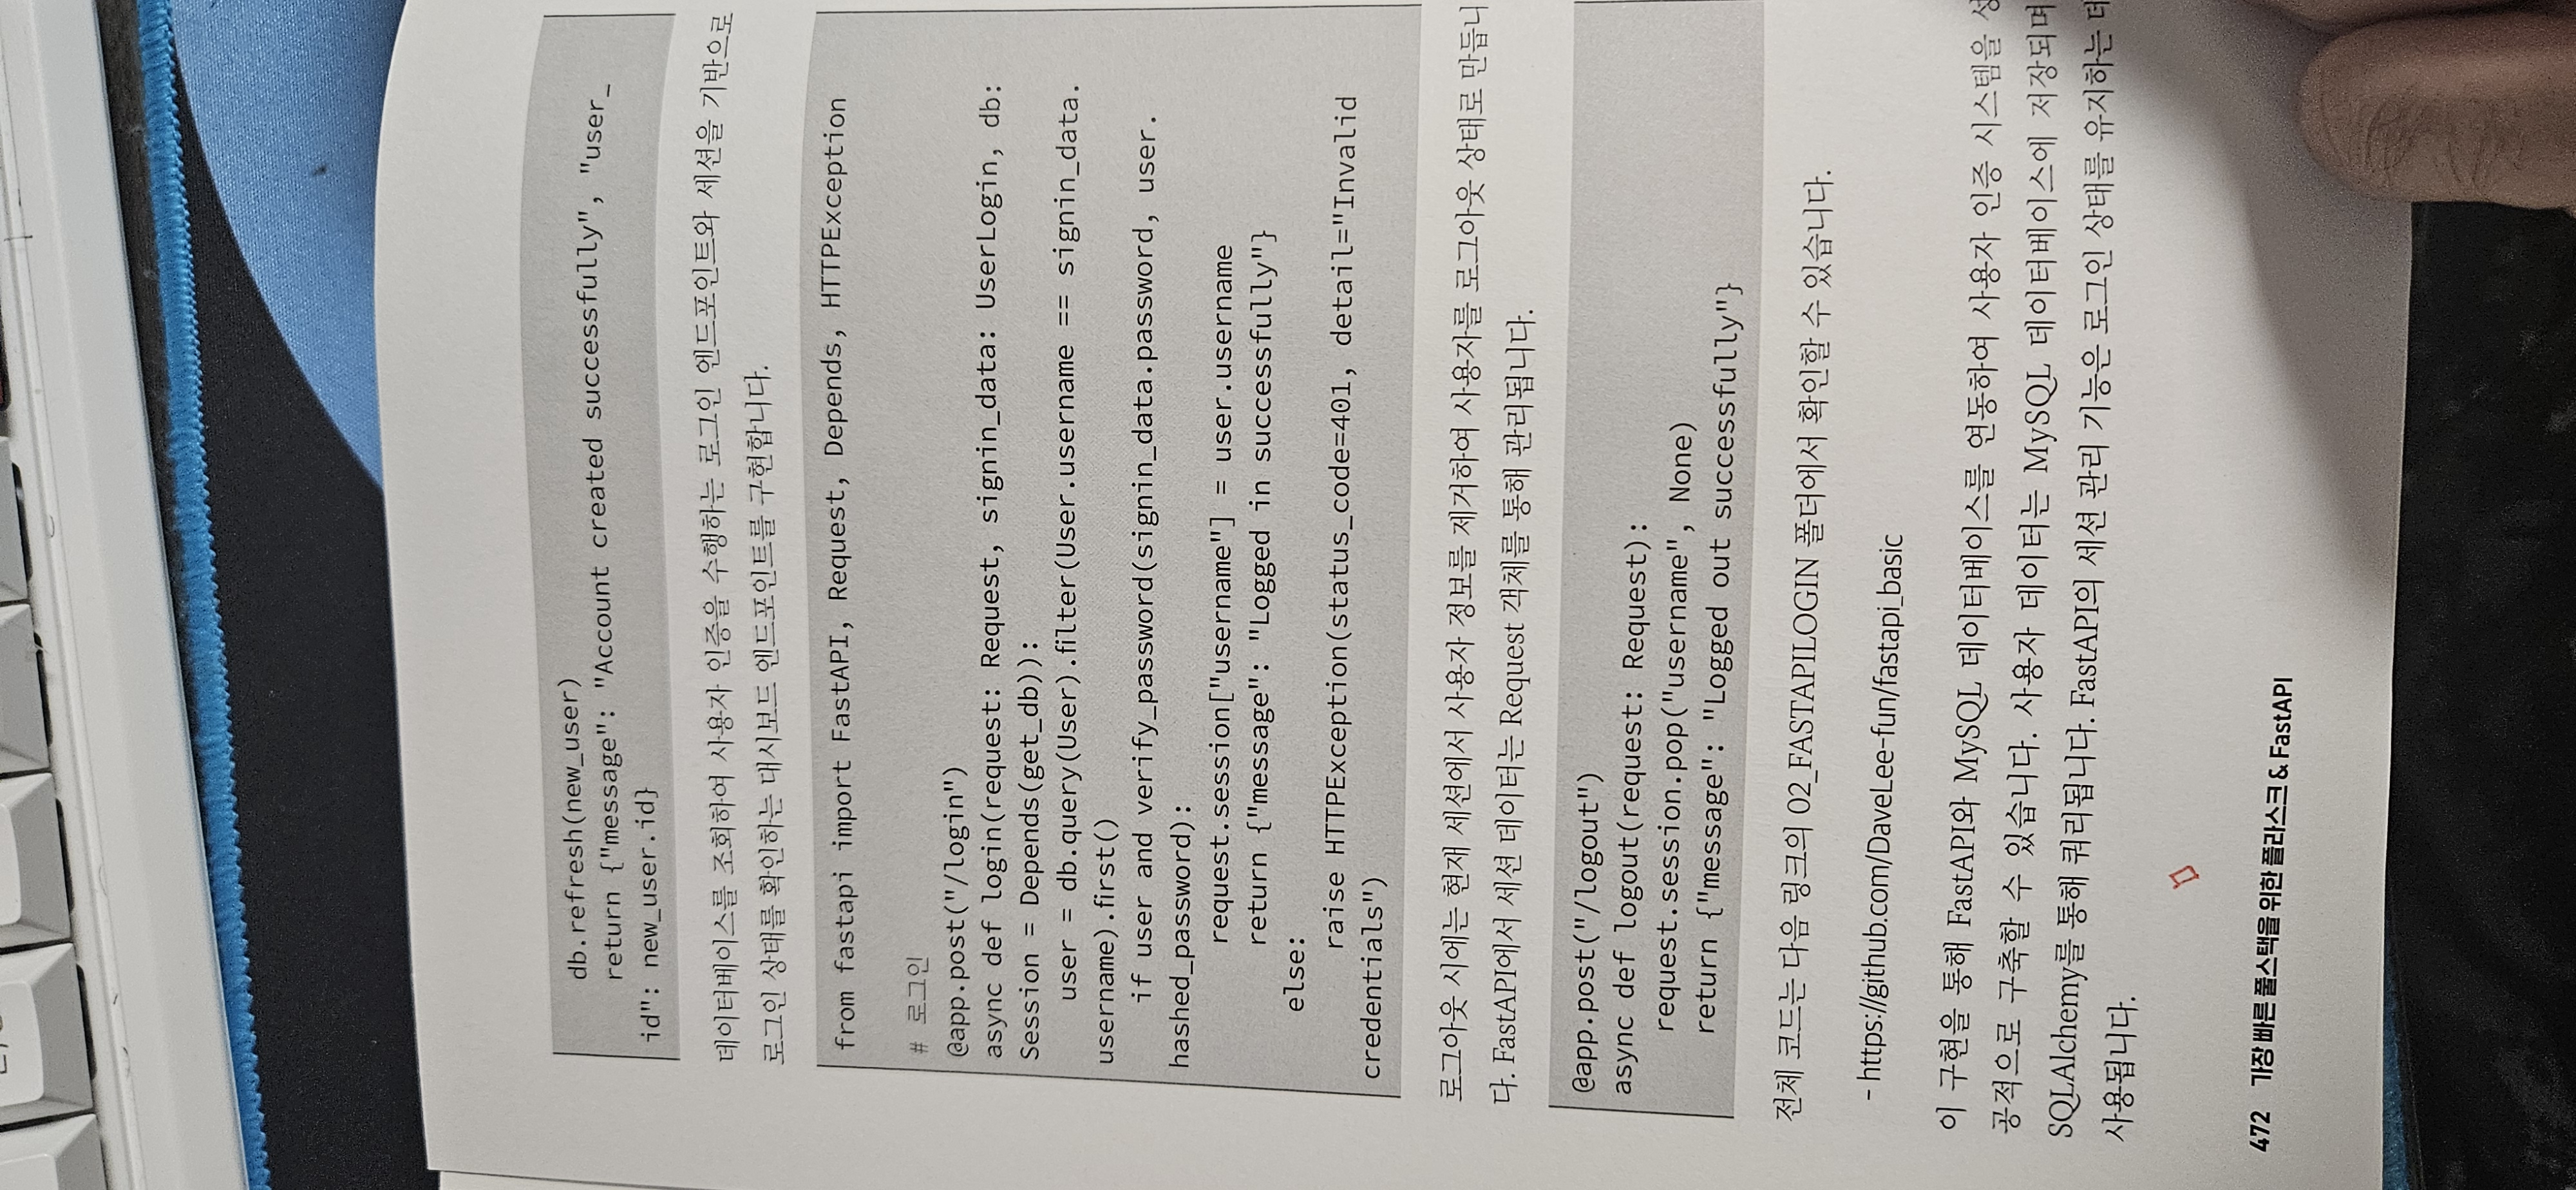 db.refresh(new_user)
return {"message": "Account created successfully", "user_
id": new_user.id}
데이터베이스를 조회하여 사용자 인증을 수행하는 로그인 엔드포인트와 세션을 기반으로
로그인 상태를 확인하는 대시보드 엔드포인트를 구현합니다.
from fastapi import FastAPI, Request, Depends, HTTPException
# 로그인
@app.post("/login")
async def login(request: Request, signin_data: UserLogin, db:
Session = Depends(get_db)):
user = db.query(User).filter(User.username == signin_data.
username).first()
if user and verify_password(signin_data.password, user.
hashed_password):
request.session["username"] = user.username
return {"message": "Logged in successfully"}
else:
raise HTTPException(status_code=401, detail="Invalid
credentials")
로그아웃 시에는 현재 세션에서 사용자 정보를 제거하여 사용자를 로그아웃 상태로 만듭니
다. FastAPI에서 세션 데이터는 Request 객체를 통해 관리됩니다.
@app.post("/logout")
async def logout(request: Request):
request.session.pop("username", None)
return {"message": "Logged out successfully"}
전체 코드는 다음 링크의 02_FASTAPILOGIN 폴더에서 확인할 수 있습니다.
- https://github.com/DaveLee-fun/fastapi_basic
이 구현을 통해 FastAPI와 MySQL 데이터베이스를 연동하여 사용자 인증 시스템을 성
공적으로 구축할 수 있습니다. 사용자 데이터는 MySQL 데이터베이스에 저장되며
SQLAlchemy를 통해 쿼리됩니다. FastAPI의 세션 관리 기능은 로그인 상태를 유지하는 데
사용됩니다.
472 가장 빠른 풀스택을 위한 플라스크 & FastAPI